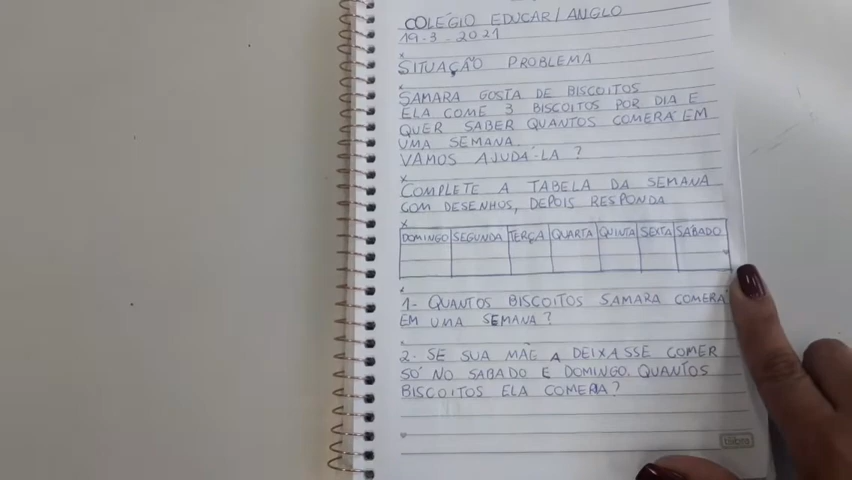 COLÉGIO EDUCAR/ANGLO
19-3-2021
SITUAÇÃO PROBLEMA
SAMARA GOSTA DE BISCOITOS
ELA COME 3 BISCOITOS POR DIA E
QUER SABER QUANTOS COMERÁ EM
UMA SEMANA.
VAMOS AJUDÁ-LA?
COMPLETE A TABELA DA SEMANA
COM DESENHOS, DEPOIS RESPONDA
DOMINGO SEGUNDA TERÇA QUARTA QUINTA SEXTA SÁBADO
1- QUANTOS BISCOITOS SAMARA COMERÁ
EM UMA SEMANA?
2- SE SUA MÃE A DEIXASSE COMER
SÓ NO SABADO E DOMINGO. QUANTOS
BISCOITOS ELA COMERIA?
tilibra